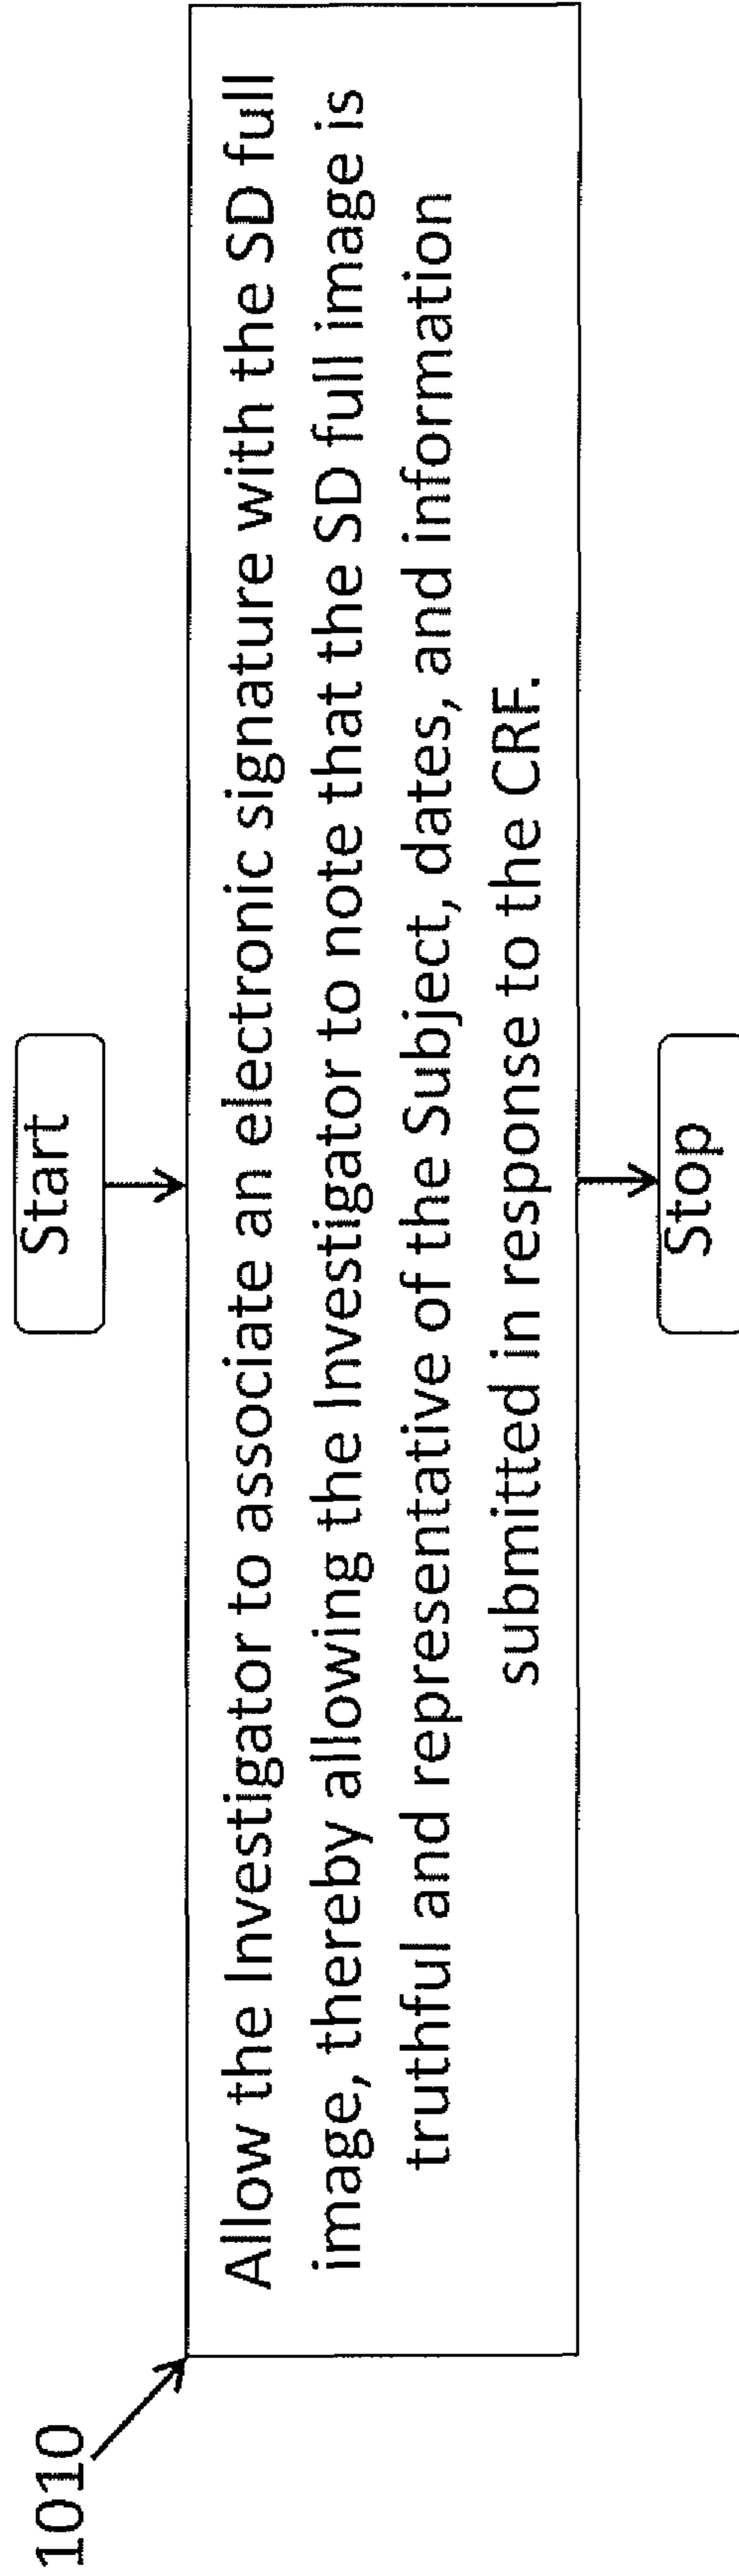 Start
1010
Allow the Investigator to associate an electronic signature with the SD full
image, thereby allowing the Investigator to note that the SD full image is
truthful and representative of the Subject, dates, and information
submitted in response to the CRF.
Stop